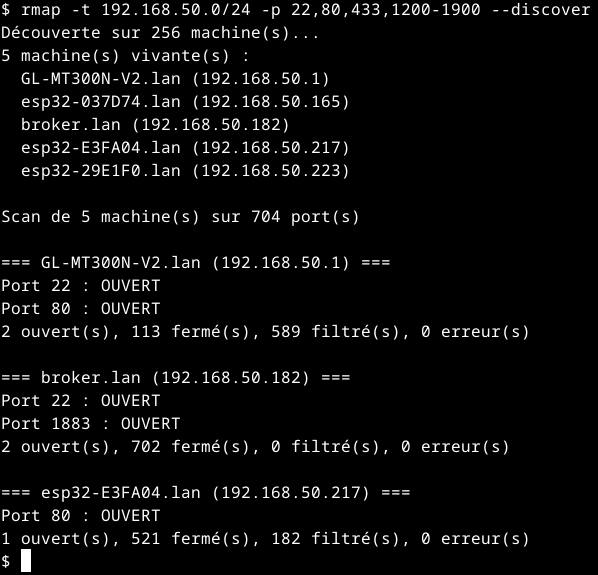 $ rmap -t 192.168.50.0/24 -p 22,80,433,1200-1900 --discover
Découverte sur 256 machine(s)...
5 machine(s) vivante(s) :
  GL-MT300N-V2.lan (192.168.50.1)
  esp32-037D74.lan (192.168.50.165)
  broker.lan (192.168.50.182)
  esp32-E3FA04.lan (192.168.50.217)
  esp32-29E1F0.lan (192.168.50.223)

Scan de 5 machine(s) sur 704 port(s)

=== GL-MT300N-V2.lan (192.168.50.1) ===
Port 22 : OUVERT
Port 80 : OUVERT
2 ouvert(s), 113 fermé(s), 589 filtré(s), 0 erreur(s)

=== broker.lan (192.168.50.182) ===
Port 22 : OUVERT
Port 1883 : OUVERT
2 ouvert(s), 702 fermé(s), 0 filtré(s), 0 erreur(s)

=== esp32-E3FA04.lan (192.168.50.217) ===
Port 80 : OUVERT
1 ouvert(s), 521 fermé(s), 182 filtré(s), 0 erreur(s)
$